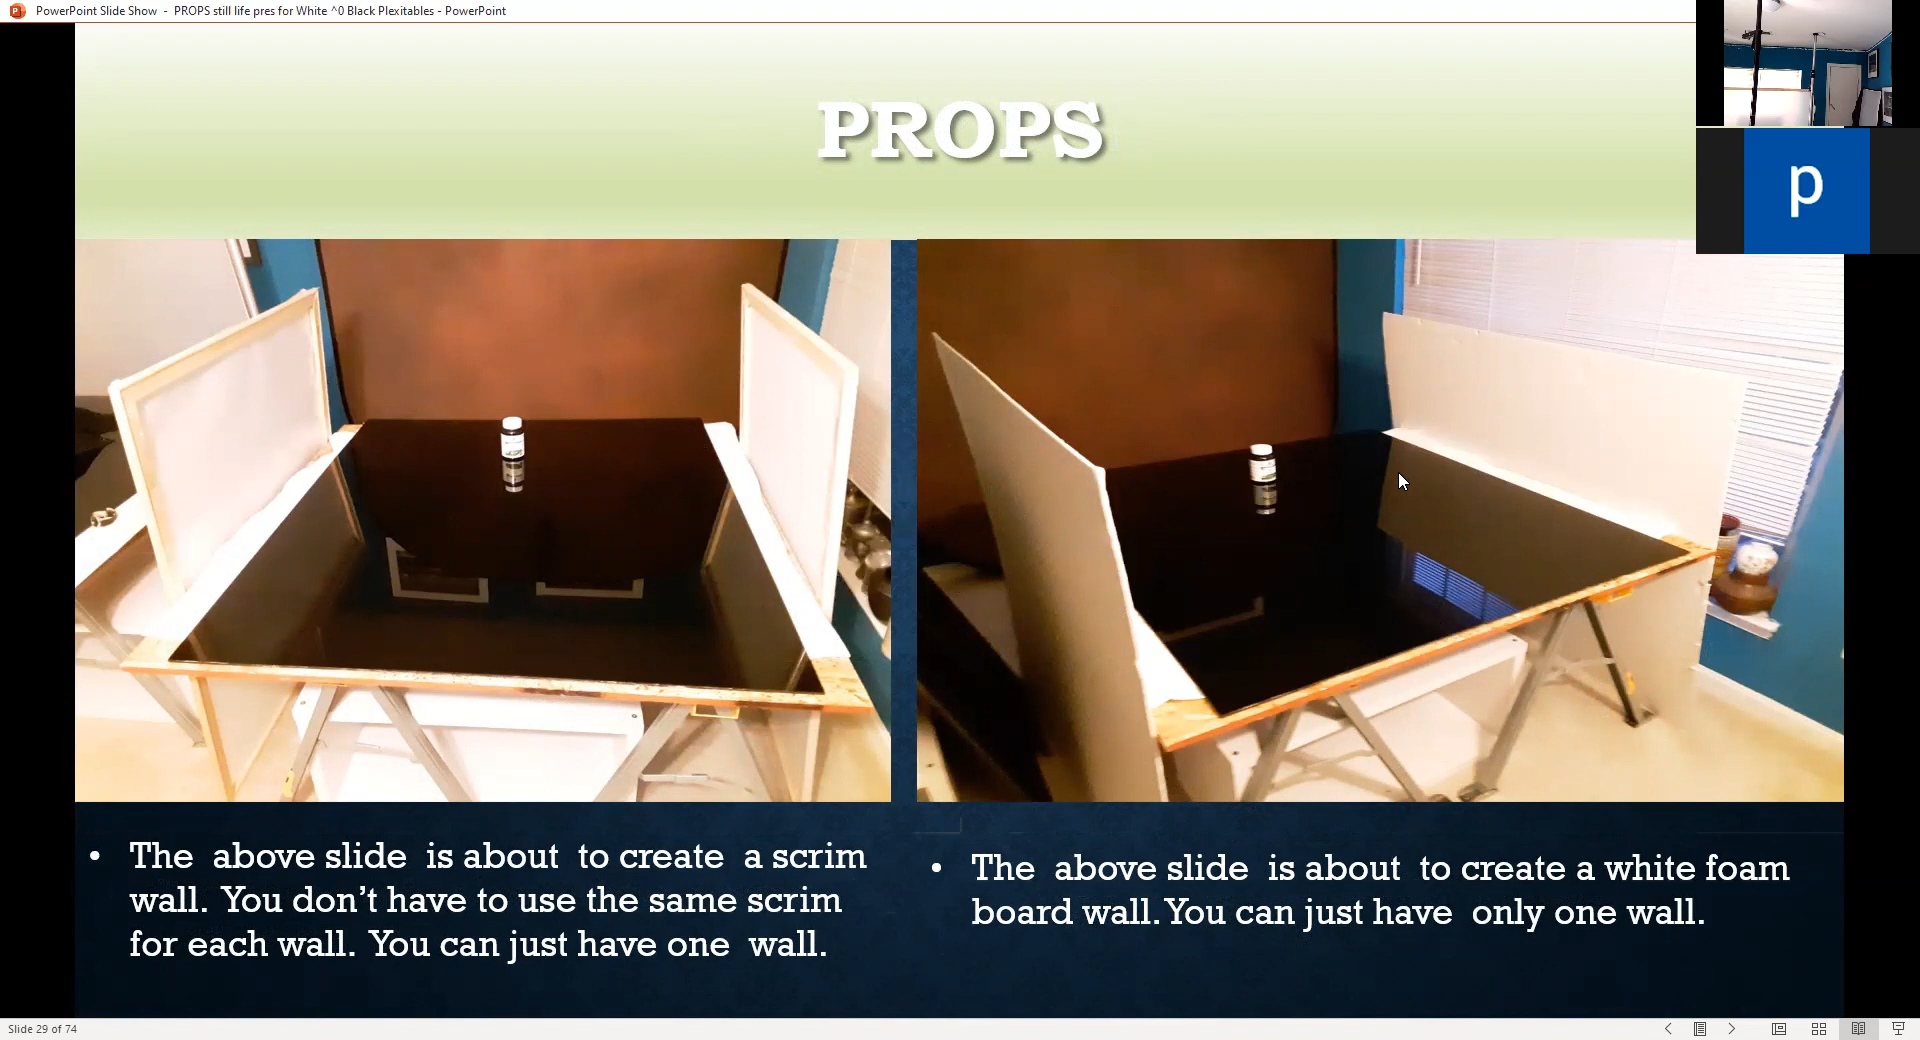 PowerPoint Slide Show - PROPS still life pres for White ^0 Black Plexitables - PowerPoint
PROPS
p
• The above slide is about to create a scrim
wall. You don’t have to use the same scrim
for each wall. You can just have one wall.
• The above slide is about to create a white foam
board wall. You can just have only one wall.
Slide 29 of 74